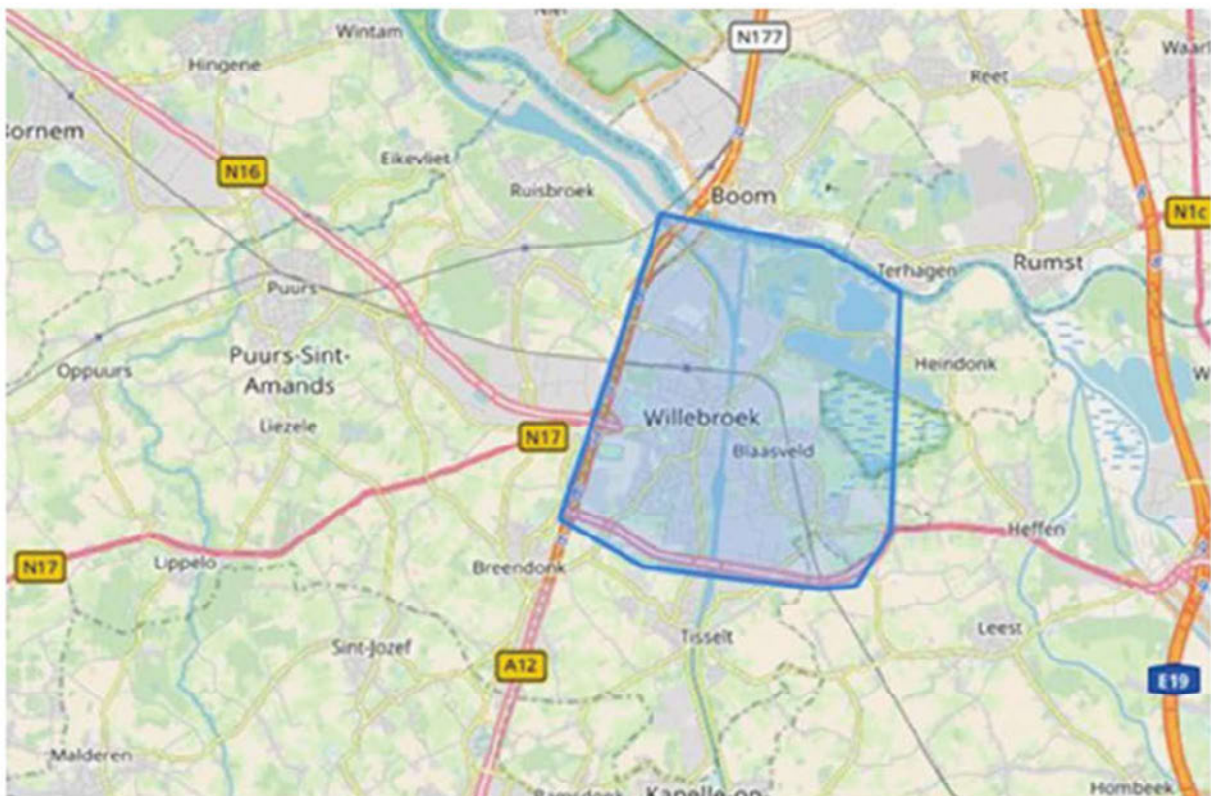 Wintam
N177
Hingene
Reet
Bornem
N16
Eikevliet
Ruisbroek
Boom
N1c
Terhagen
Rumst
Puurs
Puurs-Sint-
Amands
Oppuurs
Heindonk
Willebroek
Liezele
N17
Blaasveld
Heffen
N17
Lippelo
Breendonk
Leest
Tisselt
Sint-Jozef
A12
E19
Malderen
Hombeek